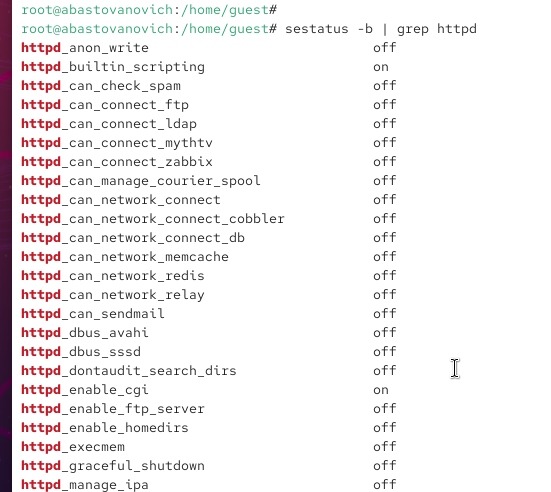 root@abastovanovich:/home/guest#
root@abastovanovich:/home/guest# sestatus -b | grep httpd
httpd_anon_write                            off
httpd_builtin_scripting                     on
httpd_can_check_spam                        off
httpd_can_connect_ftp                       off
httpd_can_connect_ldap                      off
httpd_can_connect_mythtv                    off
httpd_can_connect_zabbix                    off
httpd_can_manage_courier_spool              off
httpd_can_network_connect                   off
httpd_can_network_connect_cobbler           off
httpd_can_network_connect_db                off
httpd_can_network_memcache                  off
httpd_can_network_redis                     off
httpd_can_network_relay                     off
httpd_can_sendmail                          off
httpd_dbus_avahi                            off
httpd_dbus_sssd                             off
httpd_dontaudit_search_dirs                 off
httpd_enable_cgi                            on
httpd_enable_ftp_server                     off
httpd_enable_homedirs                       off
httpd_execmem                               off
httpd_graceful_shutdown                     off
httpd_manage_ipa                            off